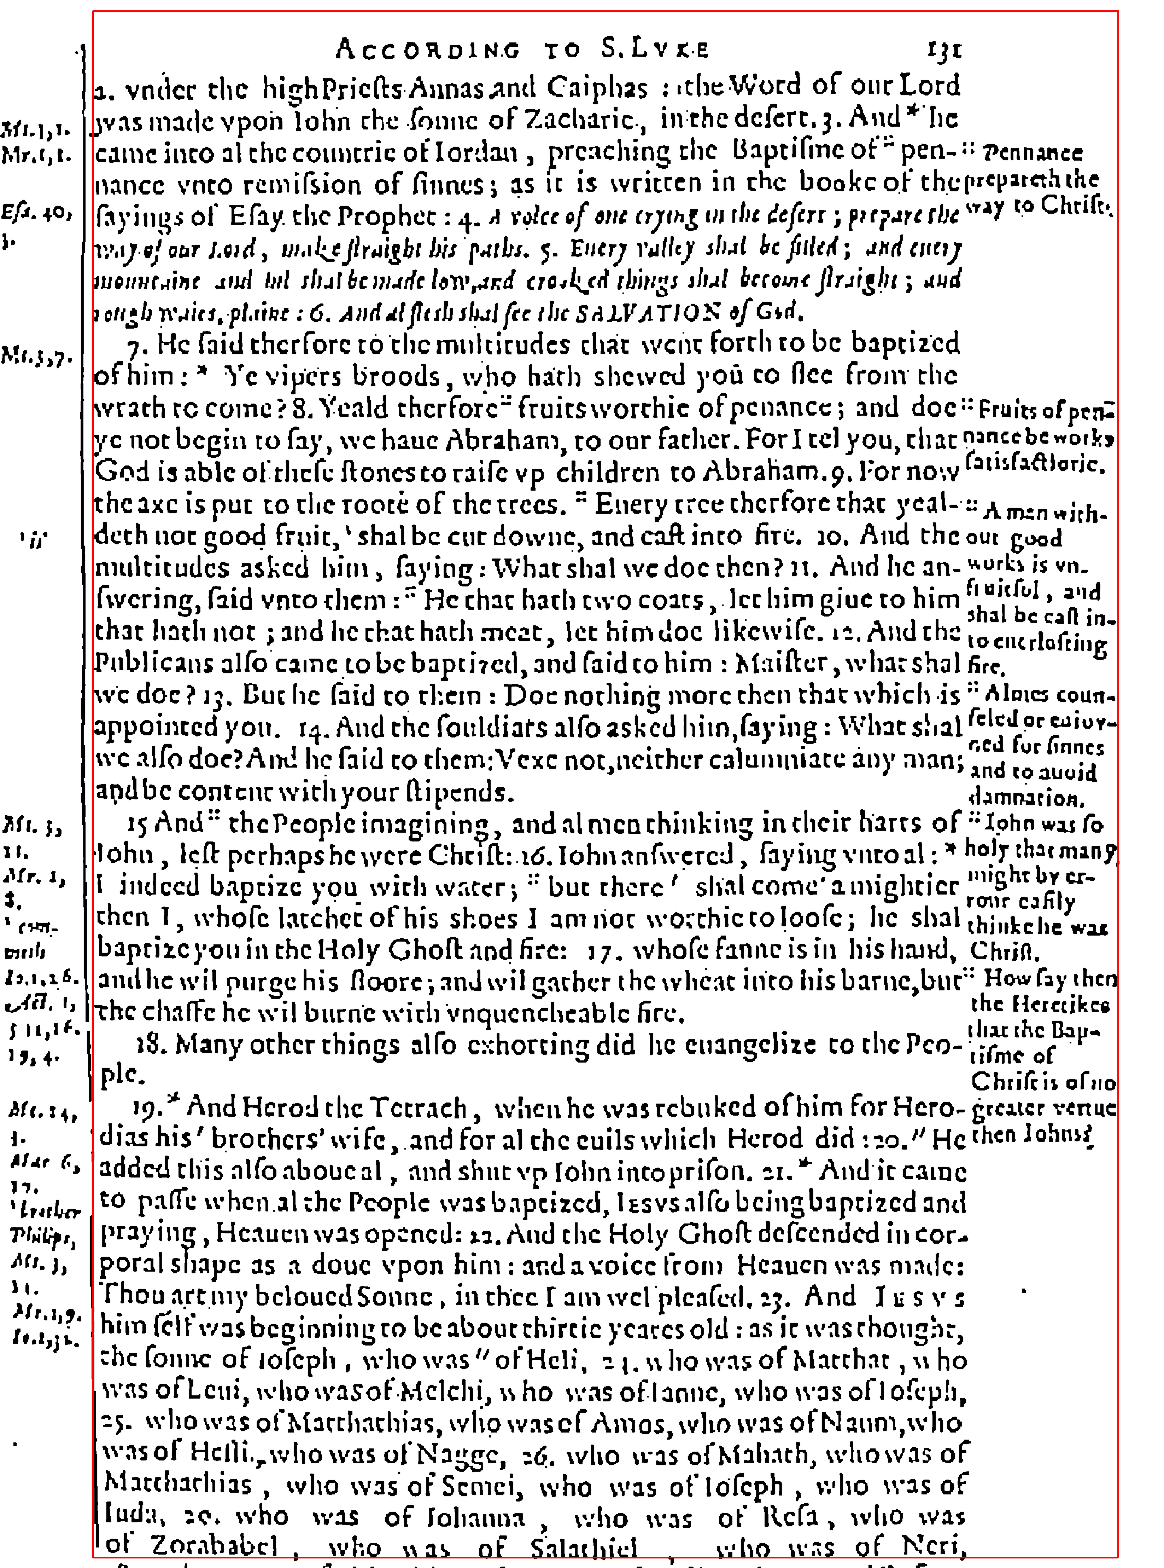 ACCORDING TO S. LVKE 131
2. vnder the high Priests Annas and Caiphas : the Word of our Lord
was made vpon Iohn the sonne of Zacharie, in the desert. 3. And * he
came into al the countrie of Iordan, preaching the Baptisme of :: pen-
nance vnto remission of sinnes; as it is written in the booke of the
sayings of Esay the Prophet : 4. A voice of one crying in the desert ; prepare the
way of our Lord, make straight his paths. 5. Euery valley shal be filled ; and euery
mountaine and hil shal be made low, and crooked things shal become straight ; and
rough waies, plaine : 6. And al flesh shal see the SALVATION of God.
7. He said therfore to the multitudes that went forth to be baptized
of him : * Ye vipers broods, who hath shewed you to flee from the
wrath to come? 8. Yeald therfore :: fruits worthie of penance ; and doe
ye not begin to say, we haue Abraham, to our father. For I tel you, that
God is able of these stones to raise vp children to Abraham. 9. For now
the axe is put to the roote of the trees. :: Euery tree therfore that yeal-
deth not good fruit, ' shal be cut downe, and cast into fire. 10. And the
multitudes asked him, saying : What shal we doe then? 11. And he an-
swering, said vnto them : :: He that hath two coats, let him giue to him
that hath not ; and he that hath meat, let him doe likewise. 12. And the
Publicans also came to be baptized, and said to him : Maister, what shal
we doe? 13. But he said to them : Doe nothing more then that which is
appointed you. 14. And the souldiars also asked him, saying : What shal
we also doe? And he said to them: Vexe not, neither calumniate any man;
and be content with your stipends.
15 And :: the People imagining, and al men thinking in their harts of
Iohn, lest perhaps he were Christ: 16. Iohn answered, saying vnto al : *
I indeed baptize you with water; :: but there ' shal come' a mightier
then I, whose latchet of his shoes I am not worthie to loose; he shal
baptize you in the Holy Ghost and fire: 17. whose fanne is in his hand,
and he wil purge his floore; and wil gather the wheat into his barne, but
the chaffe he wil burne with vnquencheable fire.
18. Many other things also exhorting did he euangelize to the Peo-
ple.
19. * And Herod the Tetrach, when he was rebuked of him for Hero-
dias his ' brothers' wife, and for al the euils which Herod did : 20. " He
added this also aboue al, and shut vp Iohn into prison. 21. * And it came
to passe when al the People was baptized, IESVS also being baptized and
praying, Heauen was opened: 22. And the Holy Ghost descended in cor-
poral shape as a doue vpon him : and a voice from Heauen was made:
Thou art my beloued Sonne, in thee I am wel pleased. 23. And IESVS
him self was beginning to be about thirtie yeares old : as it was thought,
the sonne of Ioseph, who was " of Heli, 24. who was of Matthat, who
was of Leui, who was of Melchi, who was of Ianne, who was of Ioseph,
25. who was of Matthathias, who was of Amos, who was of Naum, who
was of Hesli, who was of Nagge, 26. who was of Mahath, who was of
Matthathias, who was of Semei, who was of Ioseph, who was of
Iuda, who was of Iohanna, who was of Resa, who was
of Zorababel, who was of Salathiel, who was of Neri,
Mt. 3, 1.
Mr. 1, 1.
Esa. 40,
3.
Mt. 3, 7.
'is
Mt. 3,
11.
Mr. 1,
8.
Io. 1, 26.
Act. 1,
5 11, 16.
19, 4.
Mt. 14,
3.
Mar 6,
17.
'brother
Philips,
Mt. 3,
Mr. 1, 9.
Io. 1, 32.
:: Pennance
prepareth the
way to Christ.
:: Fruits of pen-
nance be works
satisfactorie.
:: A man with-
out good
works is vn-
fruitful, and
shal be cast in-
to euerlasting
fire.
:: Almes coun-
seled or enioy-
ned for sinnes
and to auoid
damnation.
:: Iohn was so
holy that many
might by er-
rour easily
thinke he was
Christ.
:: How say then
the Heretikes
that the Bap-
tisme of
Christ is of no
greater vertue
then Iohns?